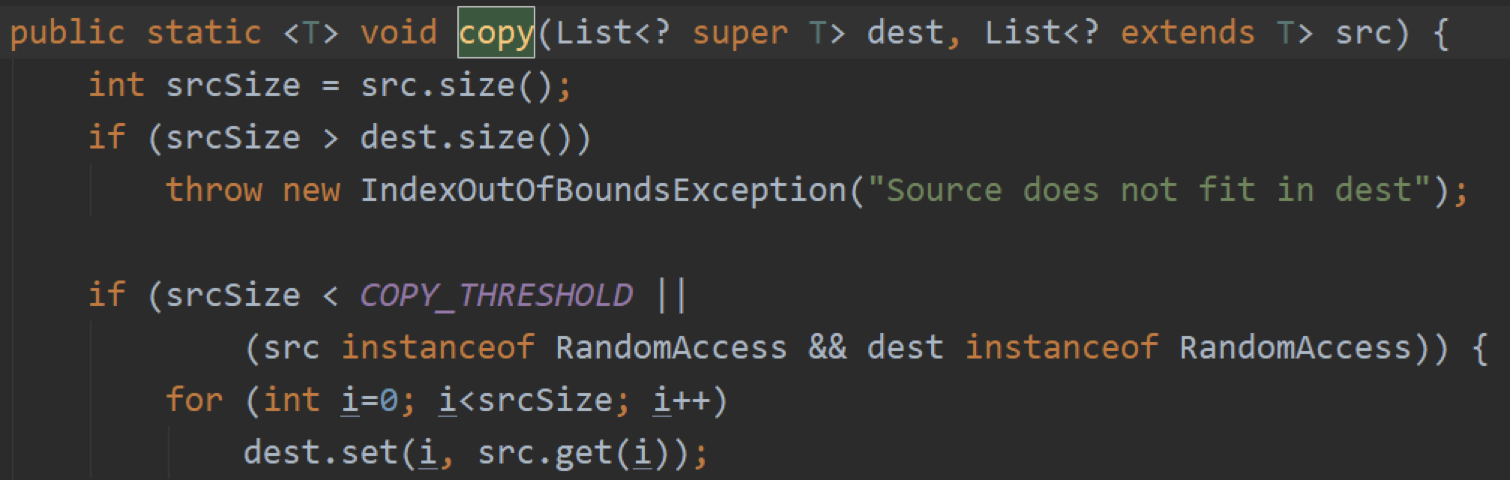 public static <T> void copy(List<? super T> dest, List<? extends T> src) {
int srcSize = src.size();
if (srcSize > dest.size())
throw new IndexOutOfBoundsException("Source does not fit in dest");
if (srcSize < COPY_THRESHOLD ||
(src instanceof RandomAccess && dest instanceof RandomAccess)) {
for (int i=0; i<srcSize; i++)
dest.set(i, src.get(i));